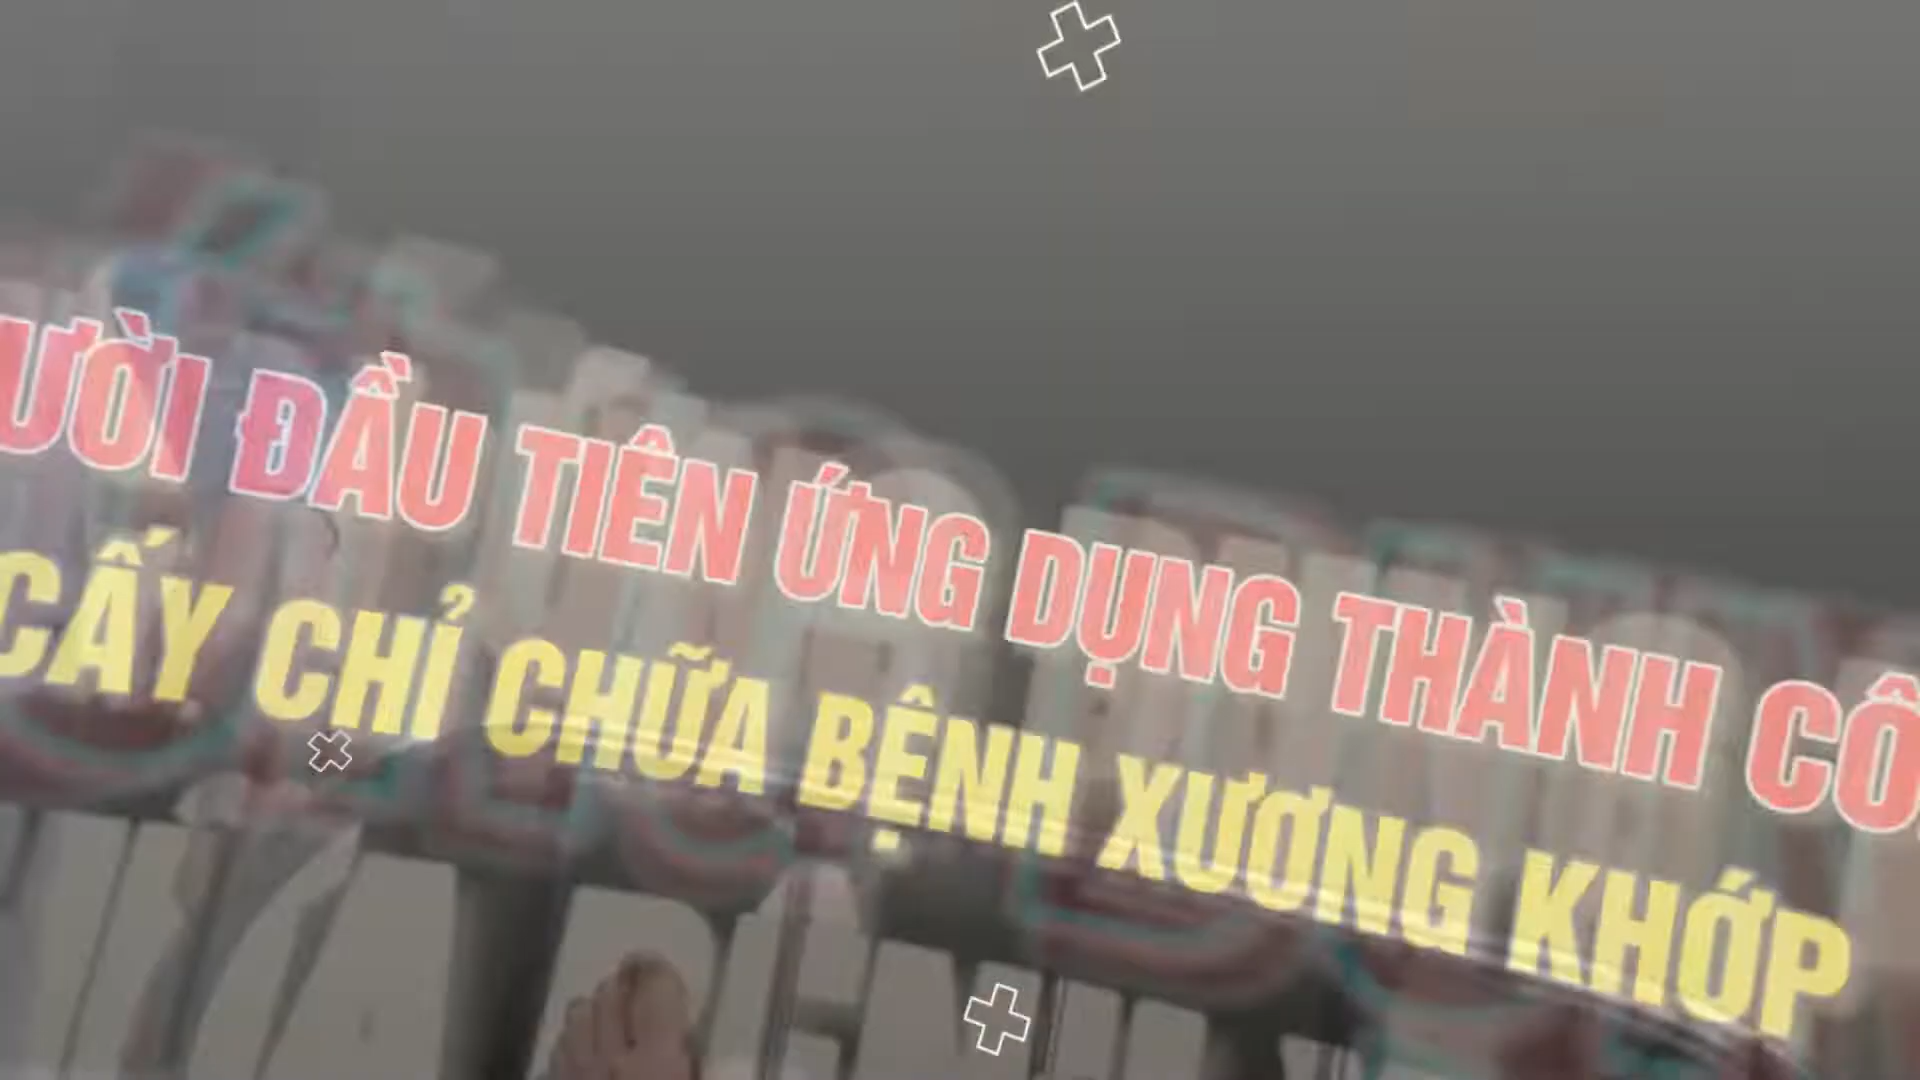 ƯỜI ĐẦU TIÊN ỨNG DỤNG THÀNH CÔ
CẤY CHỈ CHỮA BỆNH XƯƠNG KHỚP